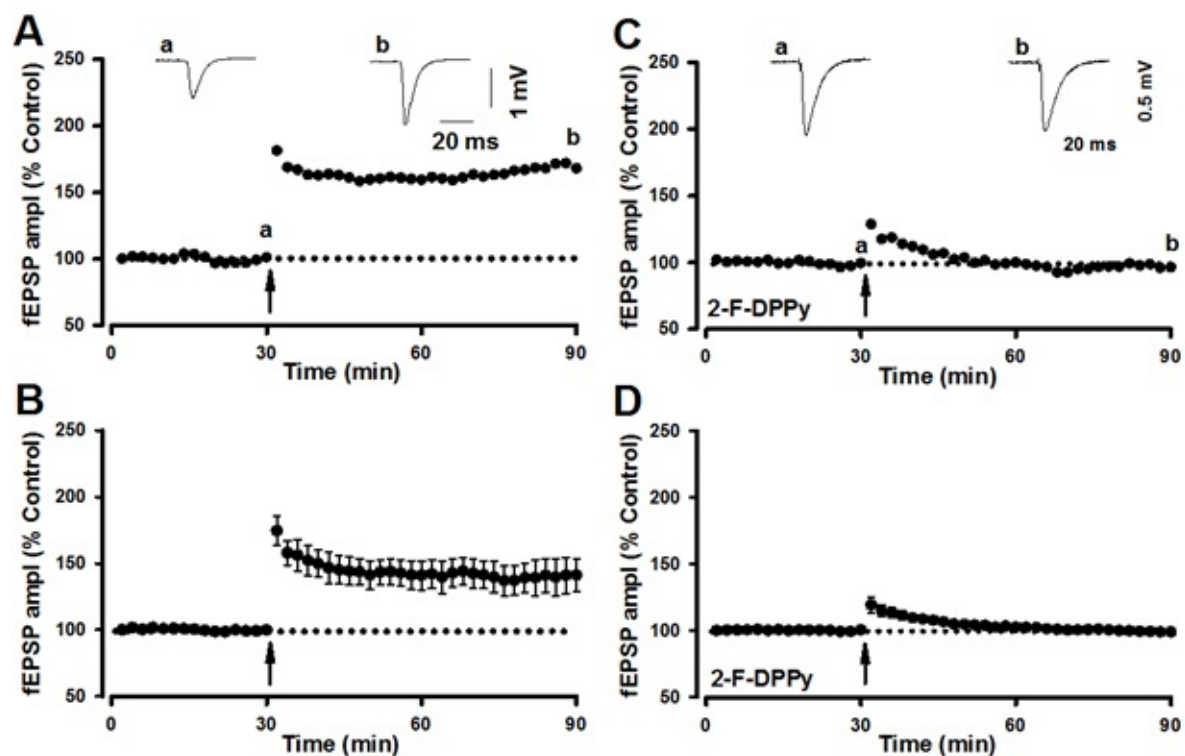 A
a
b
1 mV
20 ms
fEPSP ampl (% Control)
250
200
150
100
50
a
b
0
30
60
90
Time (min)
C
a
b
0.5 mV
20 ms
fEPSP ampl (% Control)
250
200
150
100
50
a
b
2-F-DPPy
0
30
60
90
Time (min)
B
fEPSP ampl (% Control)
250
200
150
100
50
0
30
60
90
Time (min)
D
fEPSP ampl (% Control)
250
200
150
100
50
2-F-DPPy
0
30
60
90
Time (min)